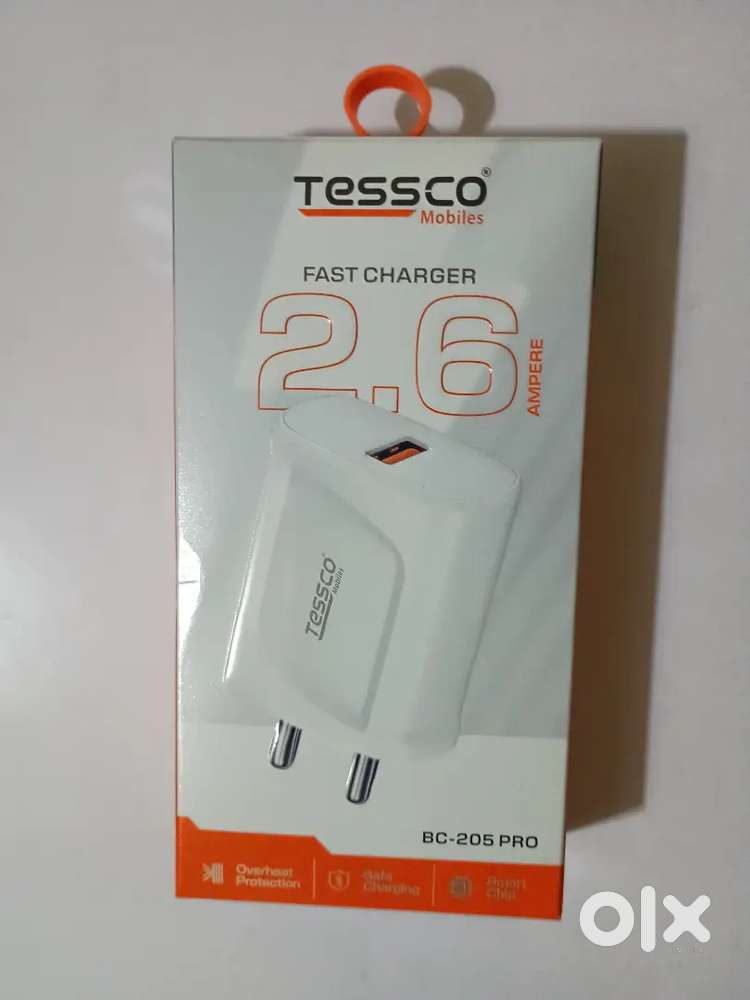 TESSCO®
Mobiles
FAST CHARGER
2.6
AMPERE
TESSCO
Mobiles
BC-205 PRO
Overheat
Protection
Safe
Charging
Smart
Chip
olx